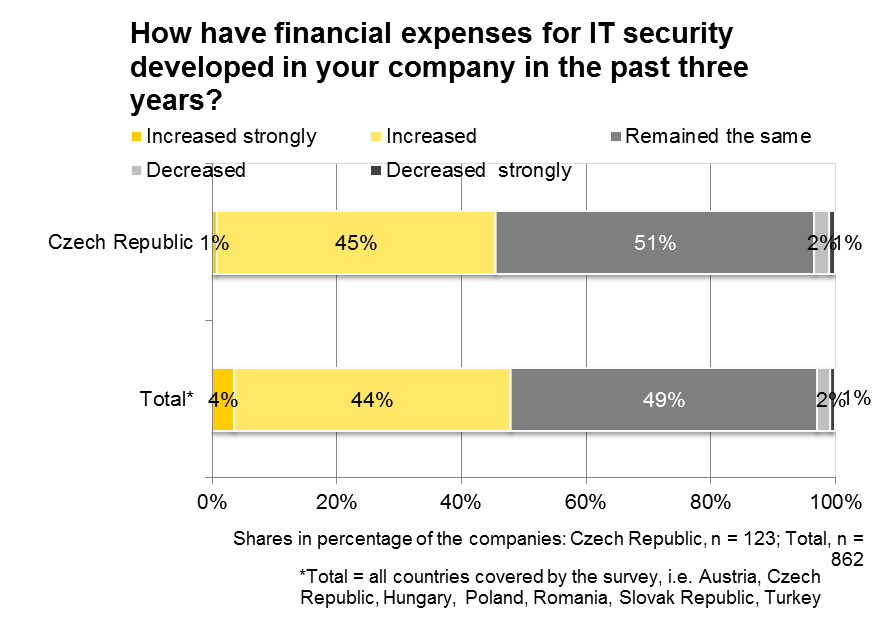 How have financial expenses for IT security
developed in your company in the past three
years?
Increased strongly Increased Remained the same
Decreased Decreased strongly
Czech Republic 1% 45% 51% 2% 1%
Total* 4% 44% 49% 2% 1%
0% 20% 40% 60% 80% 100%
Shares in percentage of the companies: Czech Republic, n = 123; Total, n =
862
*Total = all countries covered by the survey, i.e. Austria, Czech
Republic, Hungary, Poland, Romania, Slovak Republic, Turkey